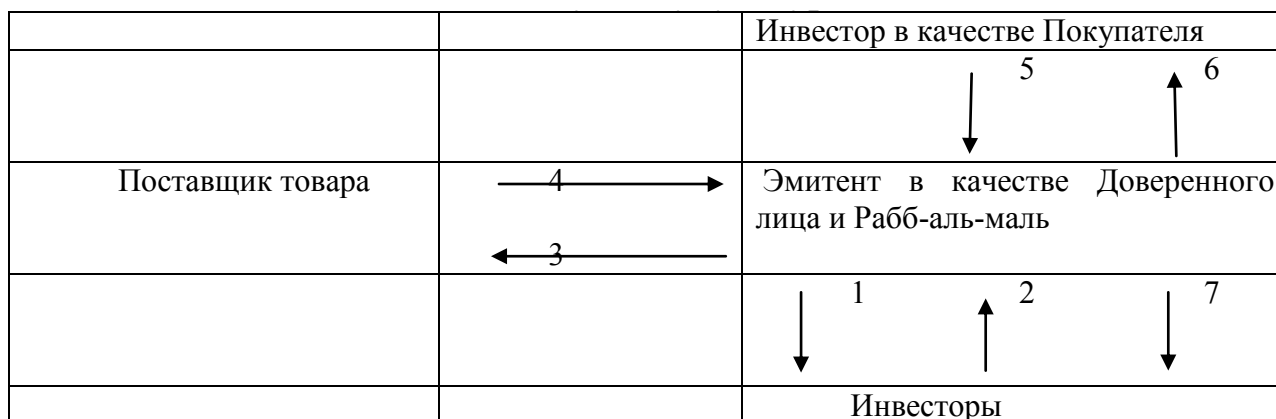 Инвестор в качестве Покупателя
5 6
Поставщик товара 4 Эмитент в качестве Доверенного
лица и Рабб-аль-маль
3
1 2 7
Инвесторы